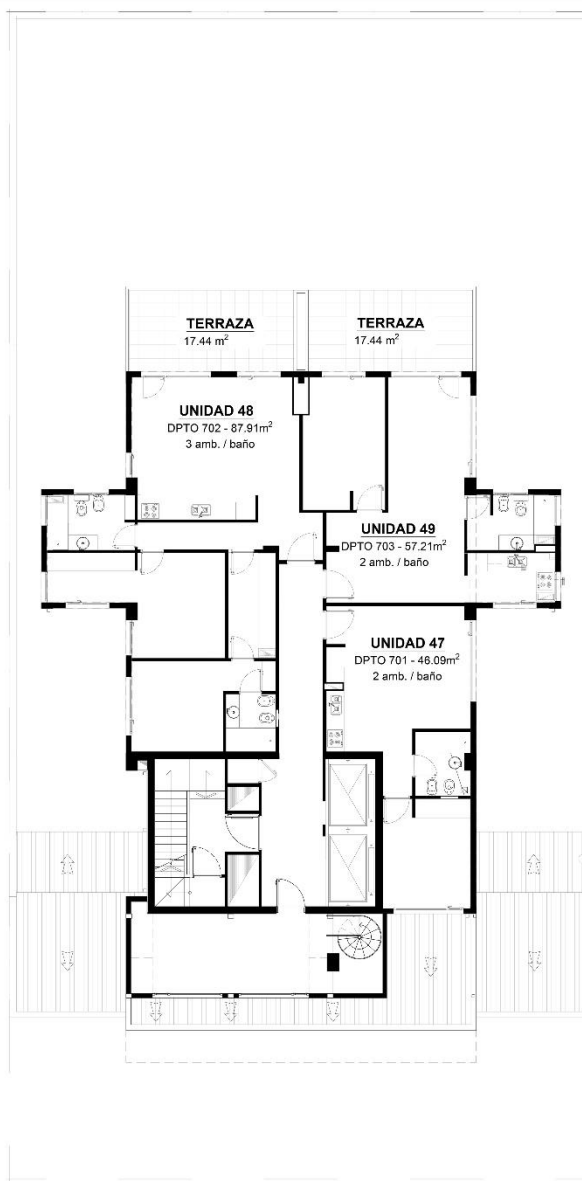 TERRAZA
17.44 m²
TERRAZA
17.44 m²
UNIDAD 48
DPTO 702 - 87.91m²
3 amb. / baño
UNIDAD 49
DPTO 703 - 57.21m²
2 amb. / baño
UNIDAD 47
DPTO 701 - 46.09m²
2 amb. / baño